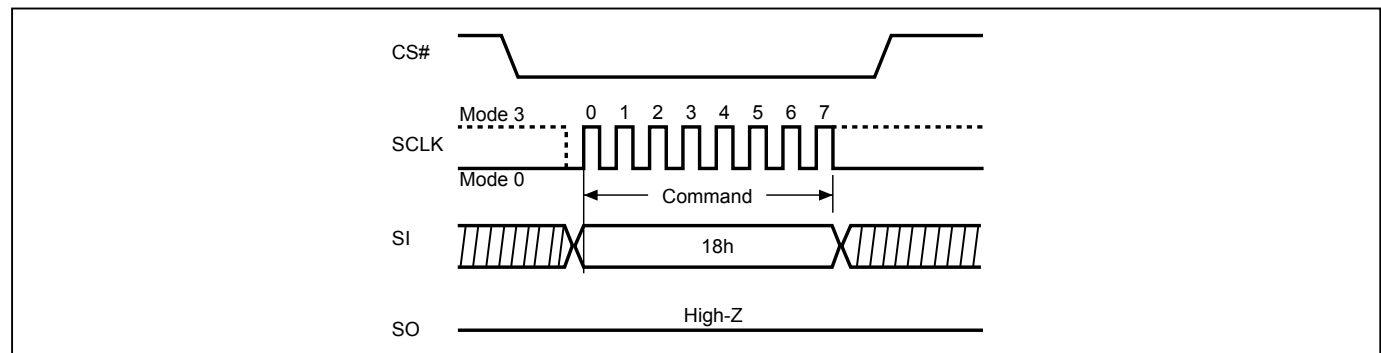 CS#
Mode 3 0 1 2 3 4 5 6 7
SCLK
Mode 0
Command
SI 18h
High-Z
SO